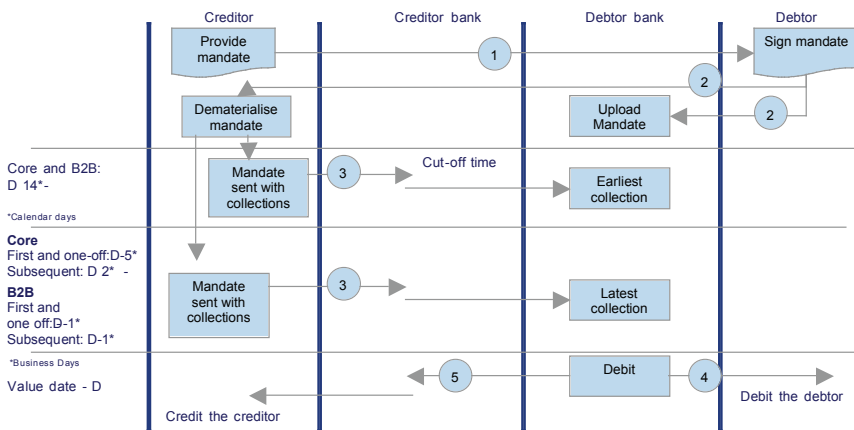 Creditor
Creditor bank
Debtor bank
Debtor
Provide
mandate
1
Sign mandate
2
Dematerialise
mandate
Upload
Mandate
2
Core and B2B:
D 14*-
*Calendar days
Mandate
sent with
collections
3
Cut-off time
Earliest
collection
Core
First and one-off:D-5*
Subsequent: D 2* -
B2B
First and
one off:D-1*
Subsequent: D-1*
Mandate
sent with
collections
3
Latest
collection
*Business Days
Value date - D
5
Debit
4
Credit the creditor
Debit the debtor